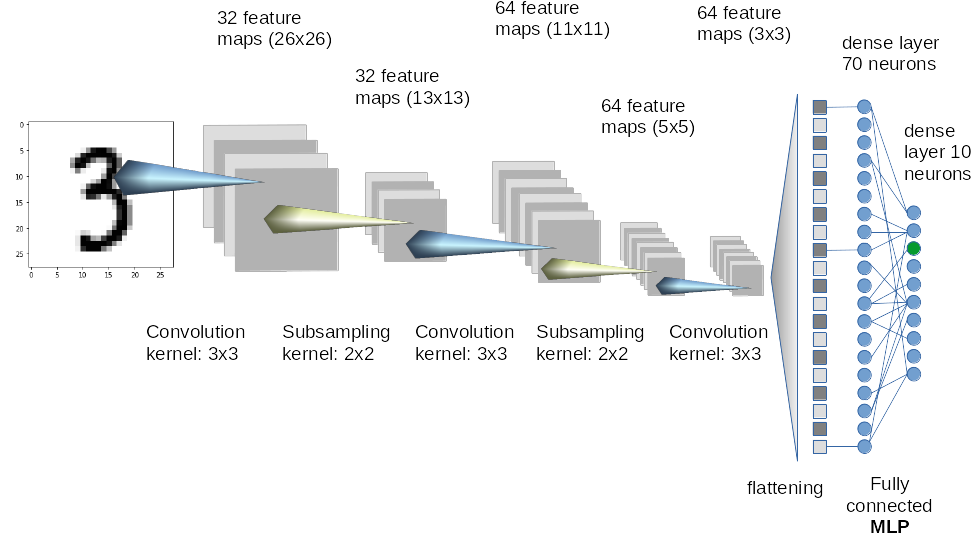 32 feature
maps (26x26)
32 feature
maps (13x13)
64 feature
maps (11x11)
64 feature
maps (5x5)
64 feature
maps (3x3)
dense layer
70 neurons
dense
layer 10
neurons
0
5
10
15
20
25
0
5
10
15
20
25
3
Convolution
kernel: 3x3
Subsampling
kernel: 2x2
Convolution
kernel: 3x3
Subsampling
kernel: 2x2
Convolution
kernel: 3x3
flattening
Fully
connected
MLP